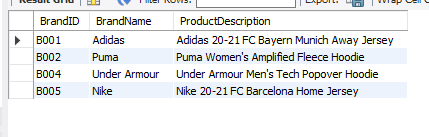 Result Grid Filter Rows: Export: Wrap Cell C
BrandID BrandName ProductDescription
B001 Adidas Adidas 20-21 FC Bayern Munich Away Jersey
B002 Puma Puma Women's Amplified Fleece Hoodie
B004 Under Armour Under Armour Men's Tech Popover Hoodie
B005 Nike Nike 20-21 FC Barcelona Home Jersey